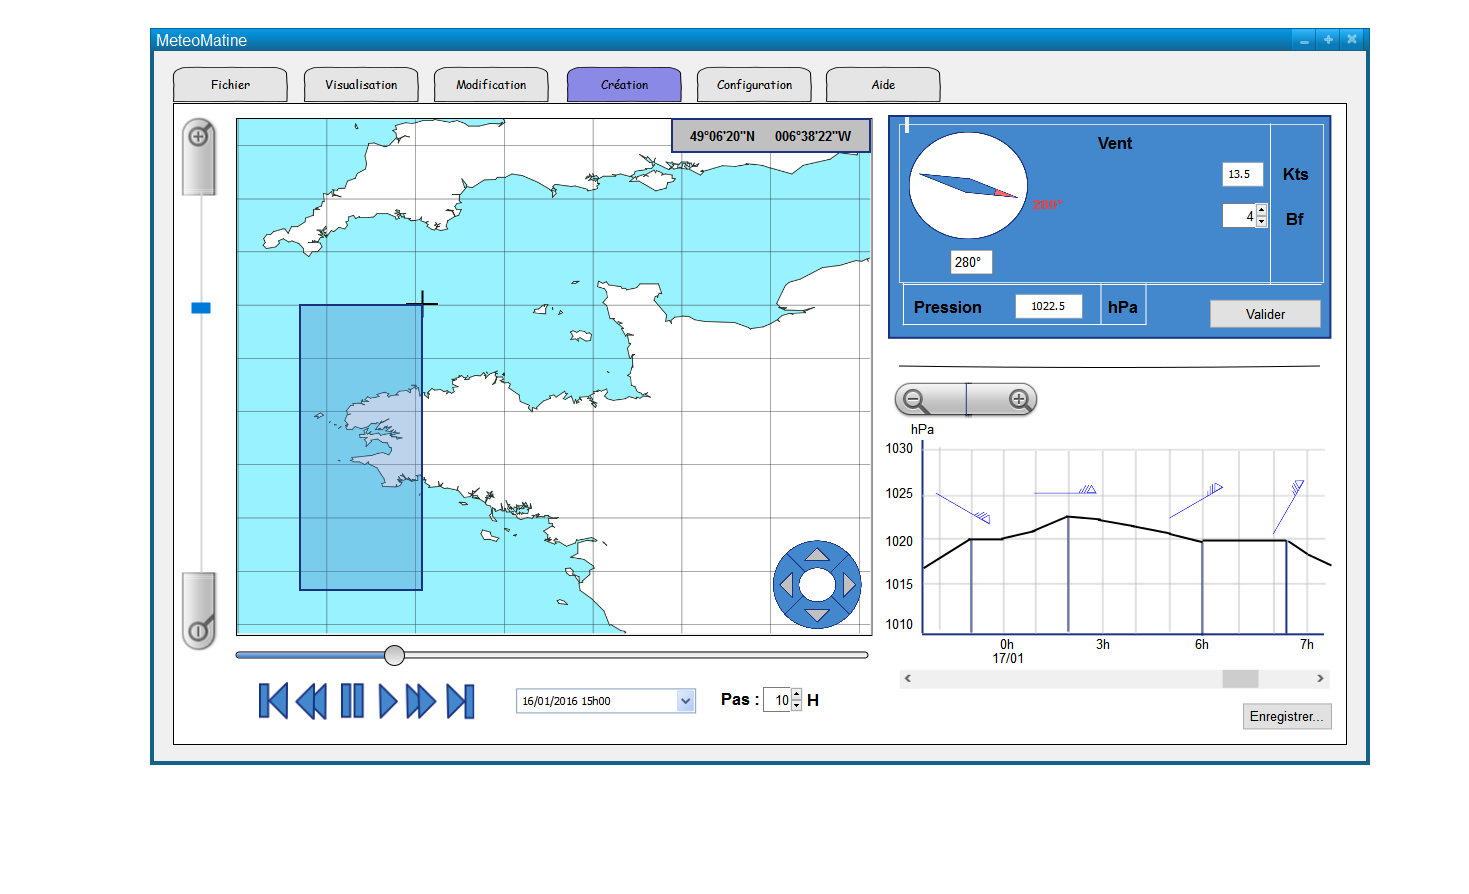 MeteoMatine
Fichier Visualisation Modification Création Configuration Aide
49°06'20"N 006°38'22"W
Vent
13.5 Kts
280°
4 Bf
280°
Pression 1022.5 hPa
Valider
hPa
1030
1025
1020
1015
1010
0h 3h 6h 7h
17/01
16/01/2016 15h00 Pas : 10 H
Enregistrer...